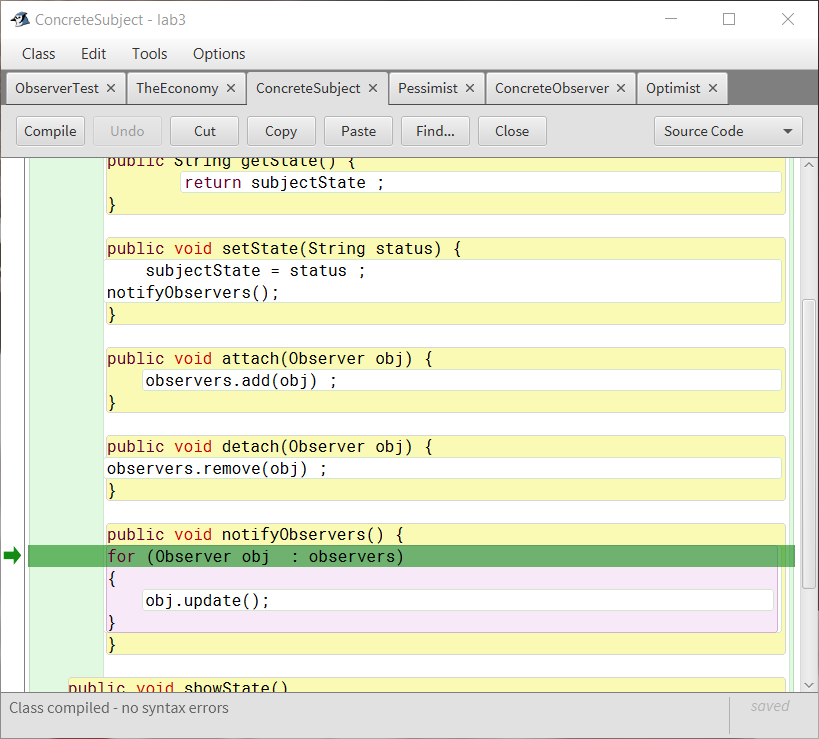 ConcreteSubject - lab3
Class Edit Tools Options
ObserverTest × TheEconomy × ConcreteSubject × Pessimist × ConcreteObserver × Optimist ×
Compile Undo Cut Copy Paste Find... Close Source Code
public String getState() {
return subjectState ;
}
public void setState(String status) {
subjectState = status ;
notifyObservers();
}
public void attach(Observer obj) {
observers.add(obj) ;
}
public void detach(Observer obj) {
observers.remove(obj) ;
}
public void notifyObservers() {
for (Observer obj  : observers)
{
obj.update();
}
}
public void showState()
Class compiled - no syntax errors
saved